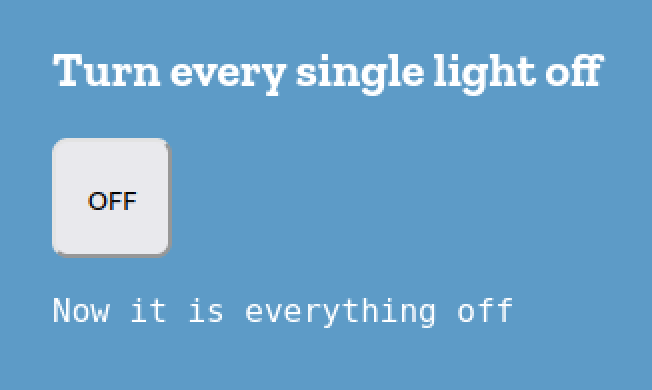 Turn every single light off
OFF
Now it is everything off